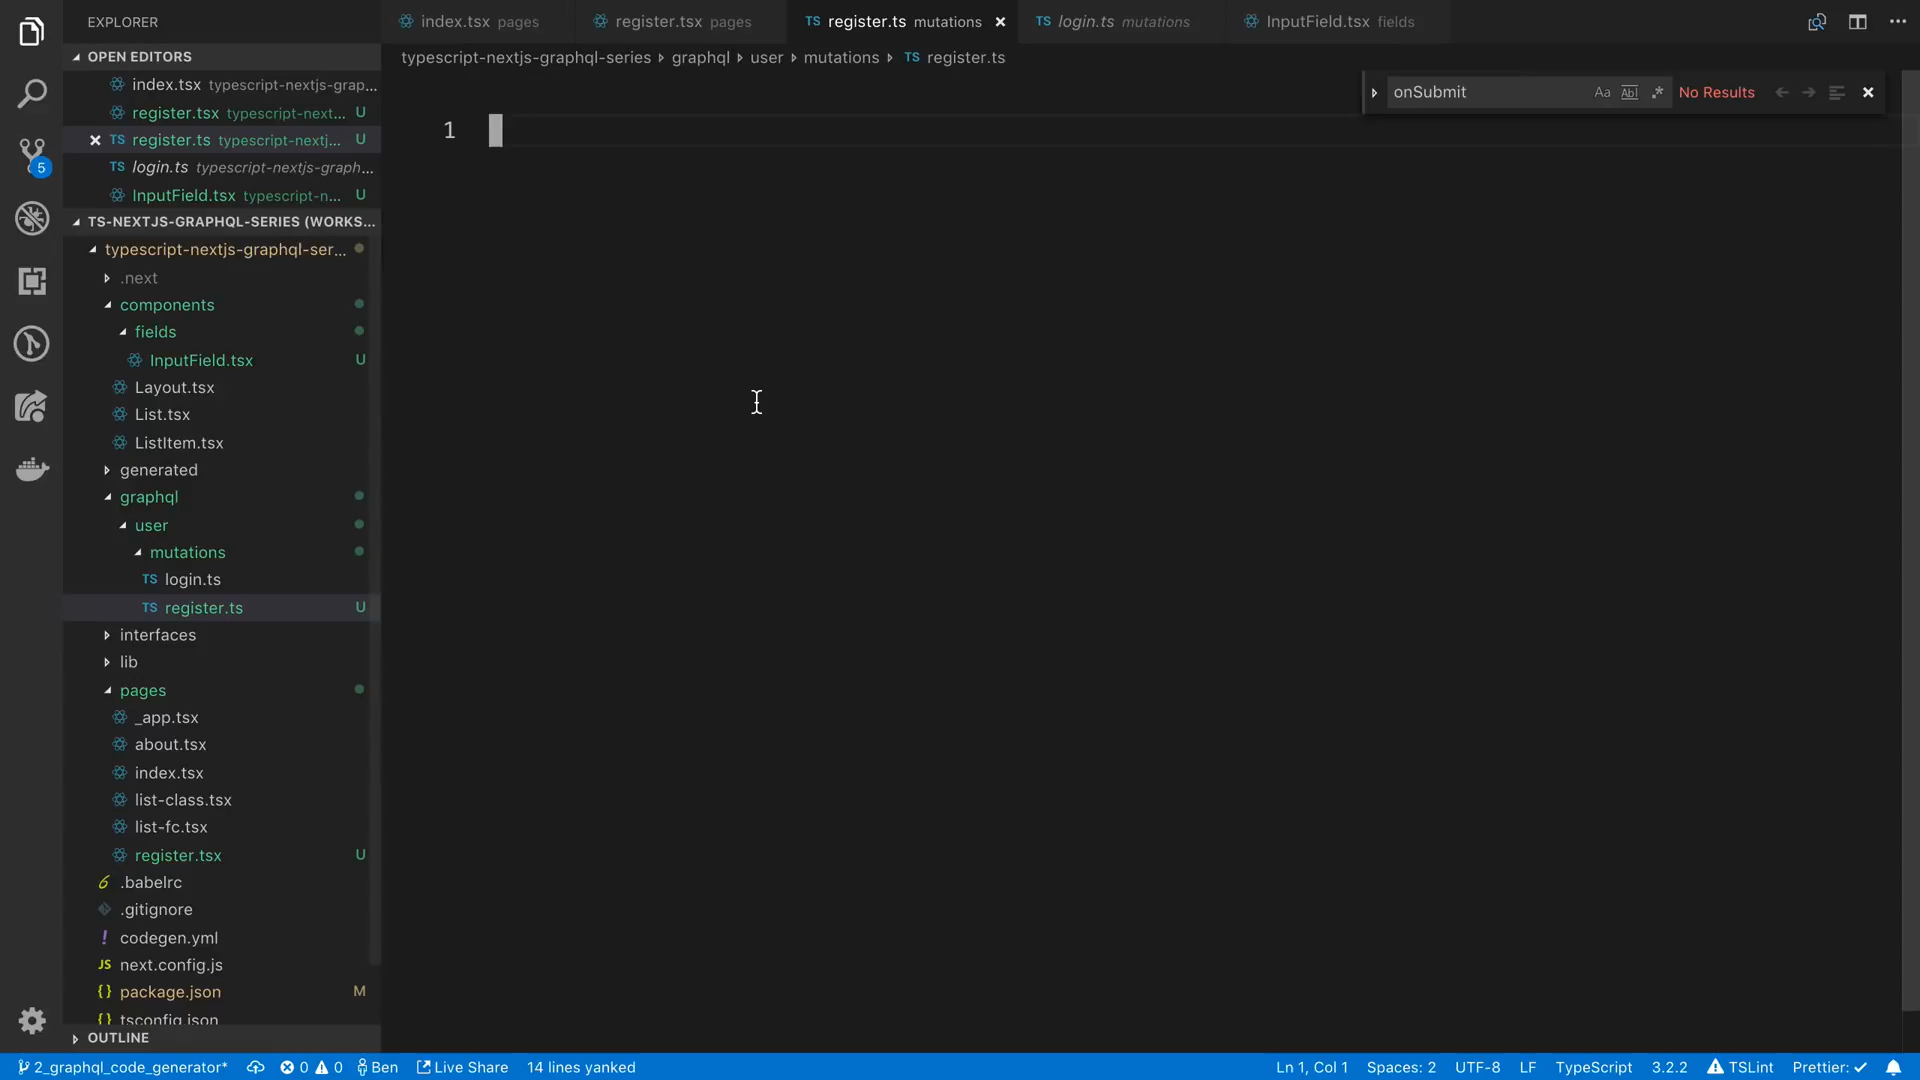 EXPLORER
OPEN EDITORS
index.tsx typescript-nextjs-grap...
register.tsx typescript-next... U
TS register.ts typescript-nextj... U
TS login.ts typescript-nextjs-graph...
InputField.tsx typescript-n... U
TS-NEXTJS-GRAPHQL-SERIES (WORKS...
typescript-nextjs-graphql-ser...
.next
components
fields
InputField.tsx U
Layout.tsx
List.tsx
ListItem.tsx
generated
graphql
user
mutations
TS login.ts
TS register.ts U
interfaces
lib
pages
_app.tsx
about.tsx
index.tsx
list-class.tsx
list-fc.tsx
register.tsx U
.babelrc
.gitignore
! codegen.yml
JS next.config.js
{} package.json M
{} tsconfig.json
OUTLINE
5
index.tsx pages
register.tsx pages
TS register.ts mutations
TS login.ts mutations
InputField.tsx fields
typescript-nextjs-graphql-series graphql user mutations TS register.ts
onSubmit Aa Abl .* No Results
1
2_graphql_code_generator* 0 0 Ben Live Share 14 lines yanked
Ln 1, Col 1 Spaces: 2 UTF-8 LF TypeScript 3.2.2 TSLint Prettier: